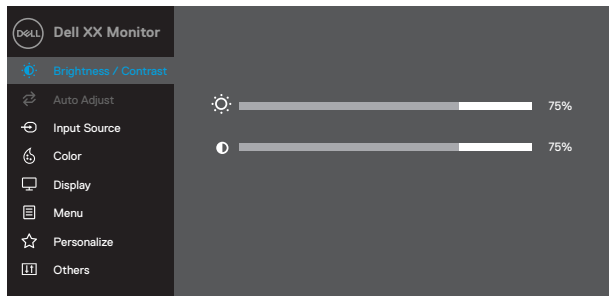 DELL
Dell XX Monitor
Brightness / Contrast
Auto Adjust
Input Source
Color
Display
Menu
Personalize
Others
75%
75%